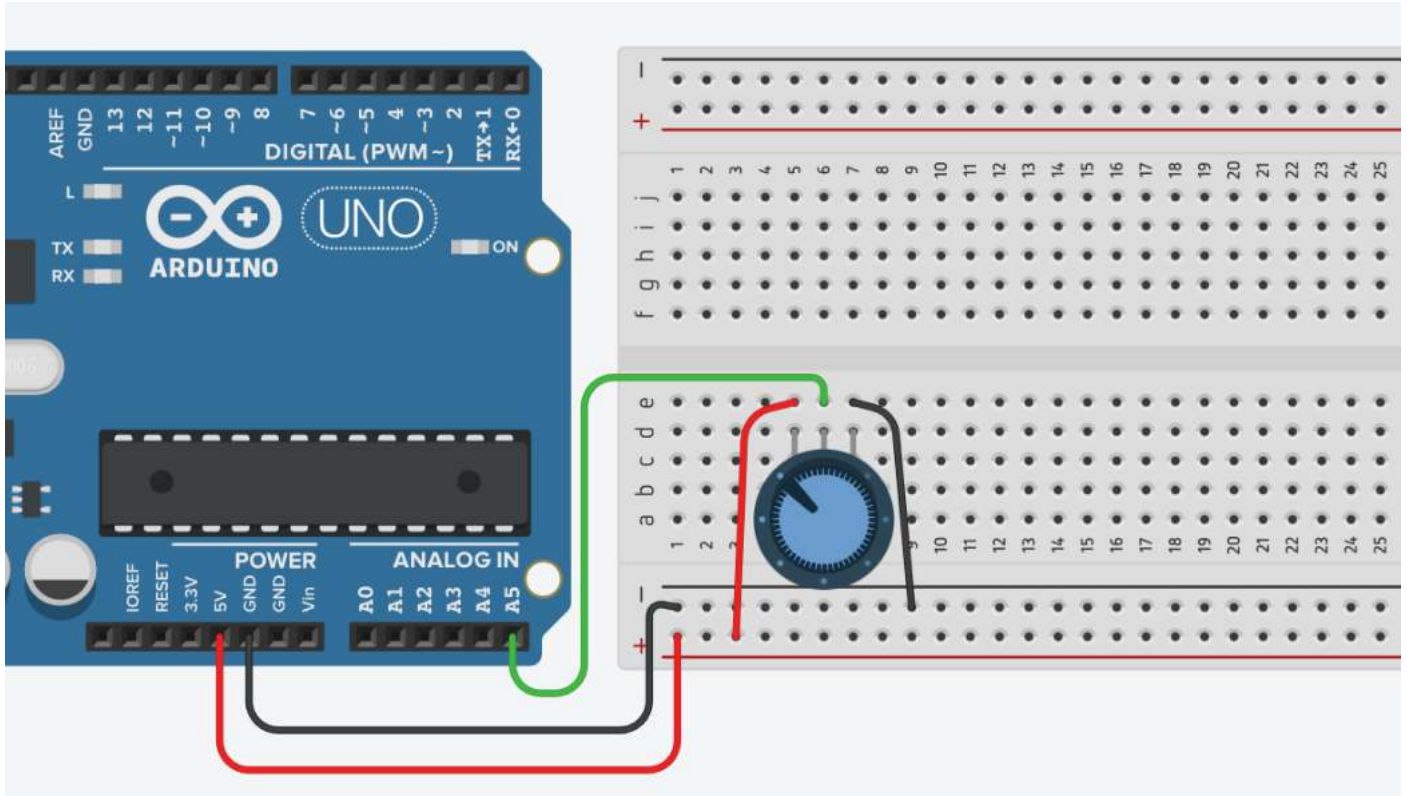 AREF
GND
13
12
~11
~10
~9
8
7
~6
~5
4
~3
2
TX→1
RX←0
DIGITAL (PWM~)
L
TX
RX
ARDUINO
UNO
ON
POWER
ANALOG IN
IOREF
RESET
3.3V
5V
GND
GND
Vin
A0
A1
A2
A3
A4
A5
−
+
1 2 3 4 5 6 7 8 9 10 11 12 13 14 15 16 17 18 19 20 21 22 23 24 25
j
i
h
g
f
e
d
c
b
a
1 2 3 9 10 11 12 13 14 15 16 17 18 19 20 21 22 23 24 25
−
+